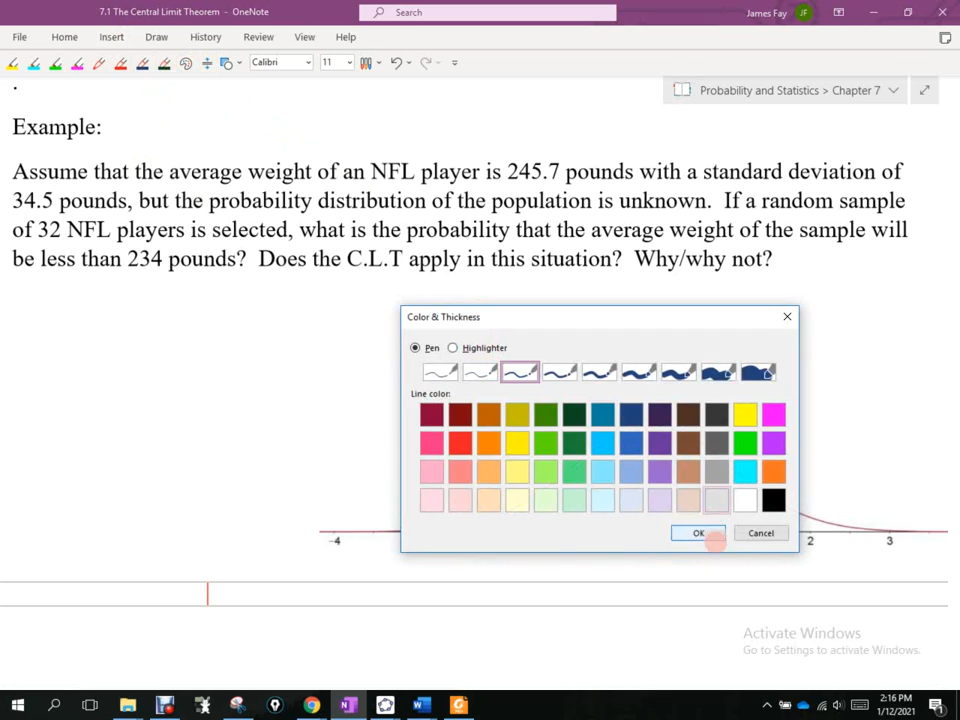 7.1 The Central Limit Theorem - OneNote
Search
James Fay
JF
File Home Insert Draw History Review View Help
Calibri 11
Probability and Statistics > Chapter 7
Example:
Assume that the average weight of an NFL player is 245.7 pounds with a standard deviation of
34.5 pounds, but the probability distribution of the population is unknown. If a random sample
of 32 NFL players is selected, what is the probability that the average weight of the sample will
be less than 234 pounds? Does the C.L.T apply in this situation? Why/why not?
Color & Thickness
Pen Highlighter
Line color:
OK Cancel
-4 2 3
Activate Windows
Go to Settings to activate Windows.
2:16 PM
1/12/2021